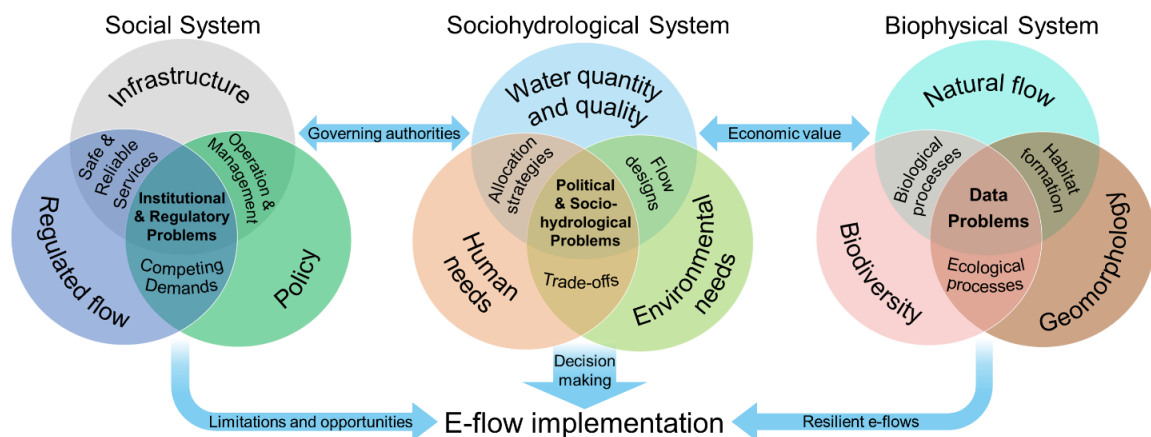 Social System
Sociohydrological System
Biophysical System
Infrastructure
Safe &
Reliable
Services
Operation &
Management
Institutional
& Regulatory
Problems
Competing
Demands
Regulated flow
Policy
Governing authorities
Water quantity
and quality
Allocation
strategies
Flow
designs
Political
& Socio-
hydrological
Problems
Trade-offs
Human
needs
Environmental
needs
Economic value
Natural flow
Biological
processes
Habitat
formation
Data
Problems
Ecological
processes
Biodiversity
Geomorphology
Decision
making
Limitations and opportunities
E-flow implementation
Resilient e-flows